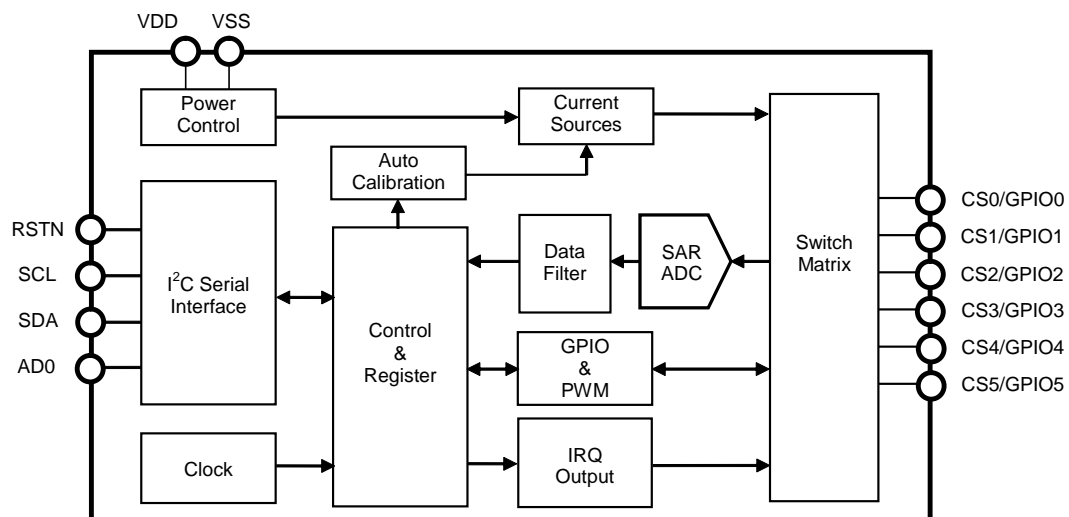 VDD
VSS
Power
Control
Current
Sources
Auto
Calibration
RSTN
SCL
SDA
AD0
I²C Serial
Interface
Control
&
Register
Data
Filter
SAR
ADC
Switch
Matrix
GPIO
&
PWM
Clock
IRQ
Output
CS0/GPIO0
CS1/GPIO1
CS2/GPIO2
CS3/GPIO3
CS4/GPIO4
CS5/GPIO5